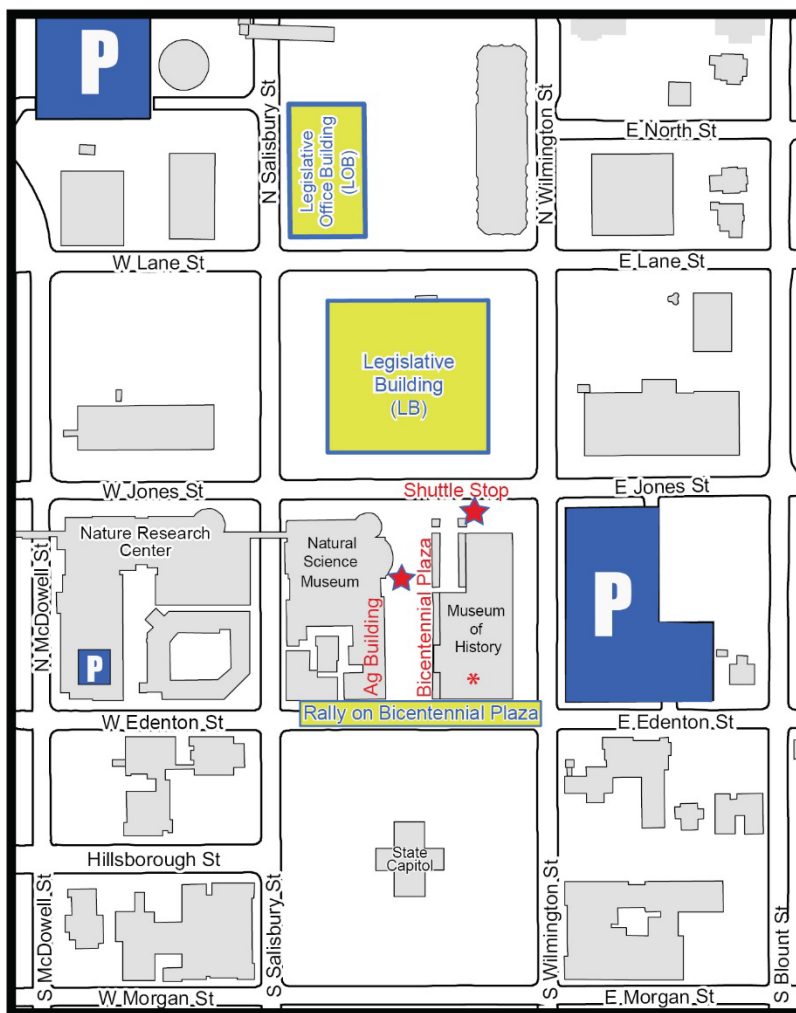 P
N Salisbury St
Legislative
Office Building
(LOB)
N Wilmington St
E North St
W Lane St
E Lane St
Legislative
Building
(LB)
W Jones St
Shuttle Stop
E Jones St
N McDowell St
Nature Research
Center
Natural
Science
Museum
Ag Building
Bicentennial Plaza
Museum
of
History
*
P
P
Rally on Bicentennial Plaza
W Edenton St
E Edenton St
Hillsborough St
State
Capitol
S McDowell St
S Salisbury St
S Wilmington St
S Blount St
W Morgan St
E Morgan St